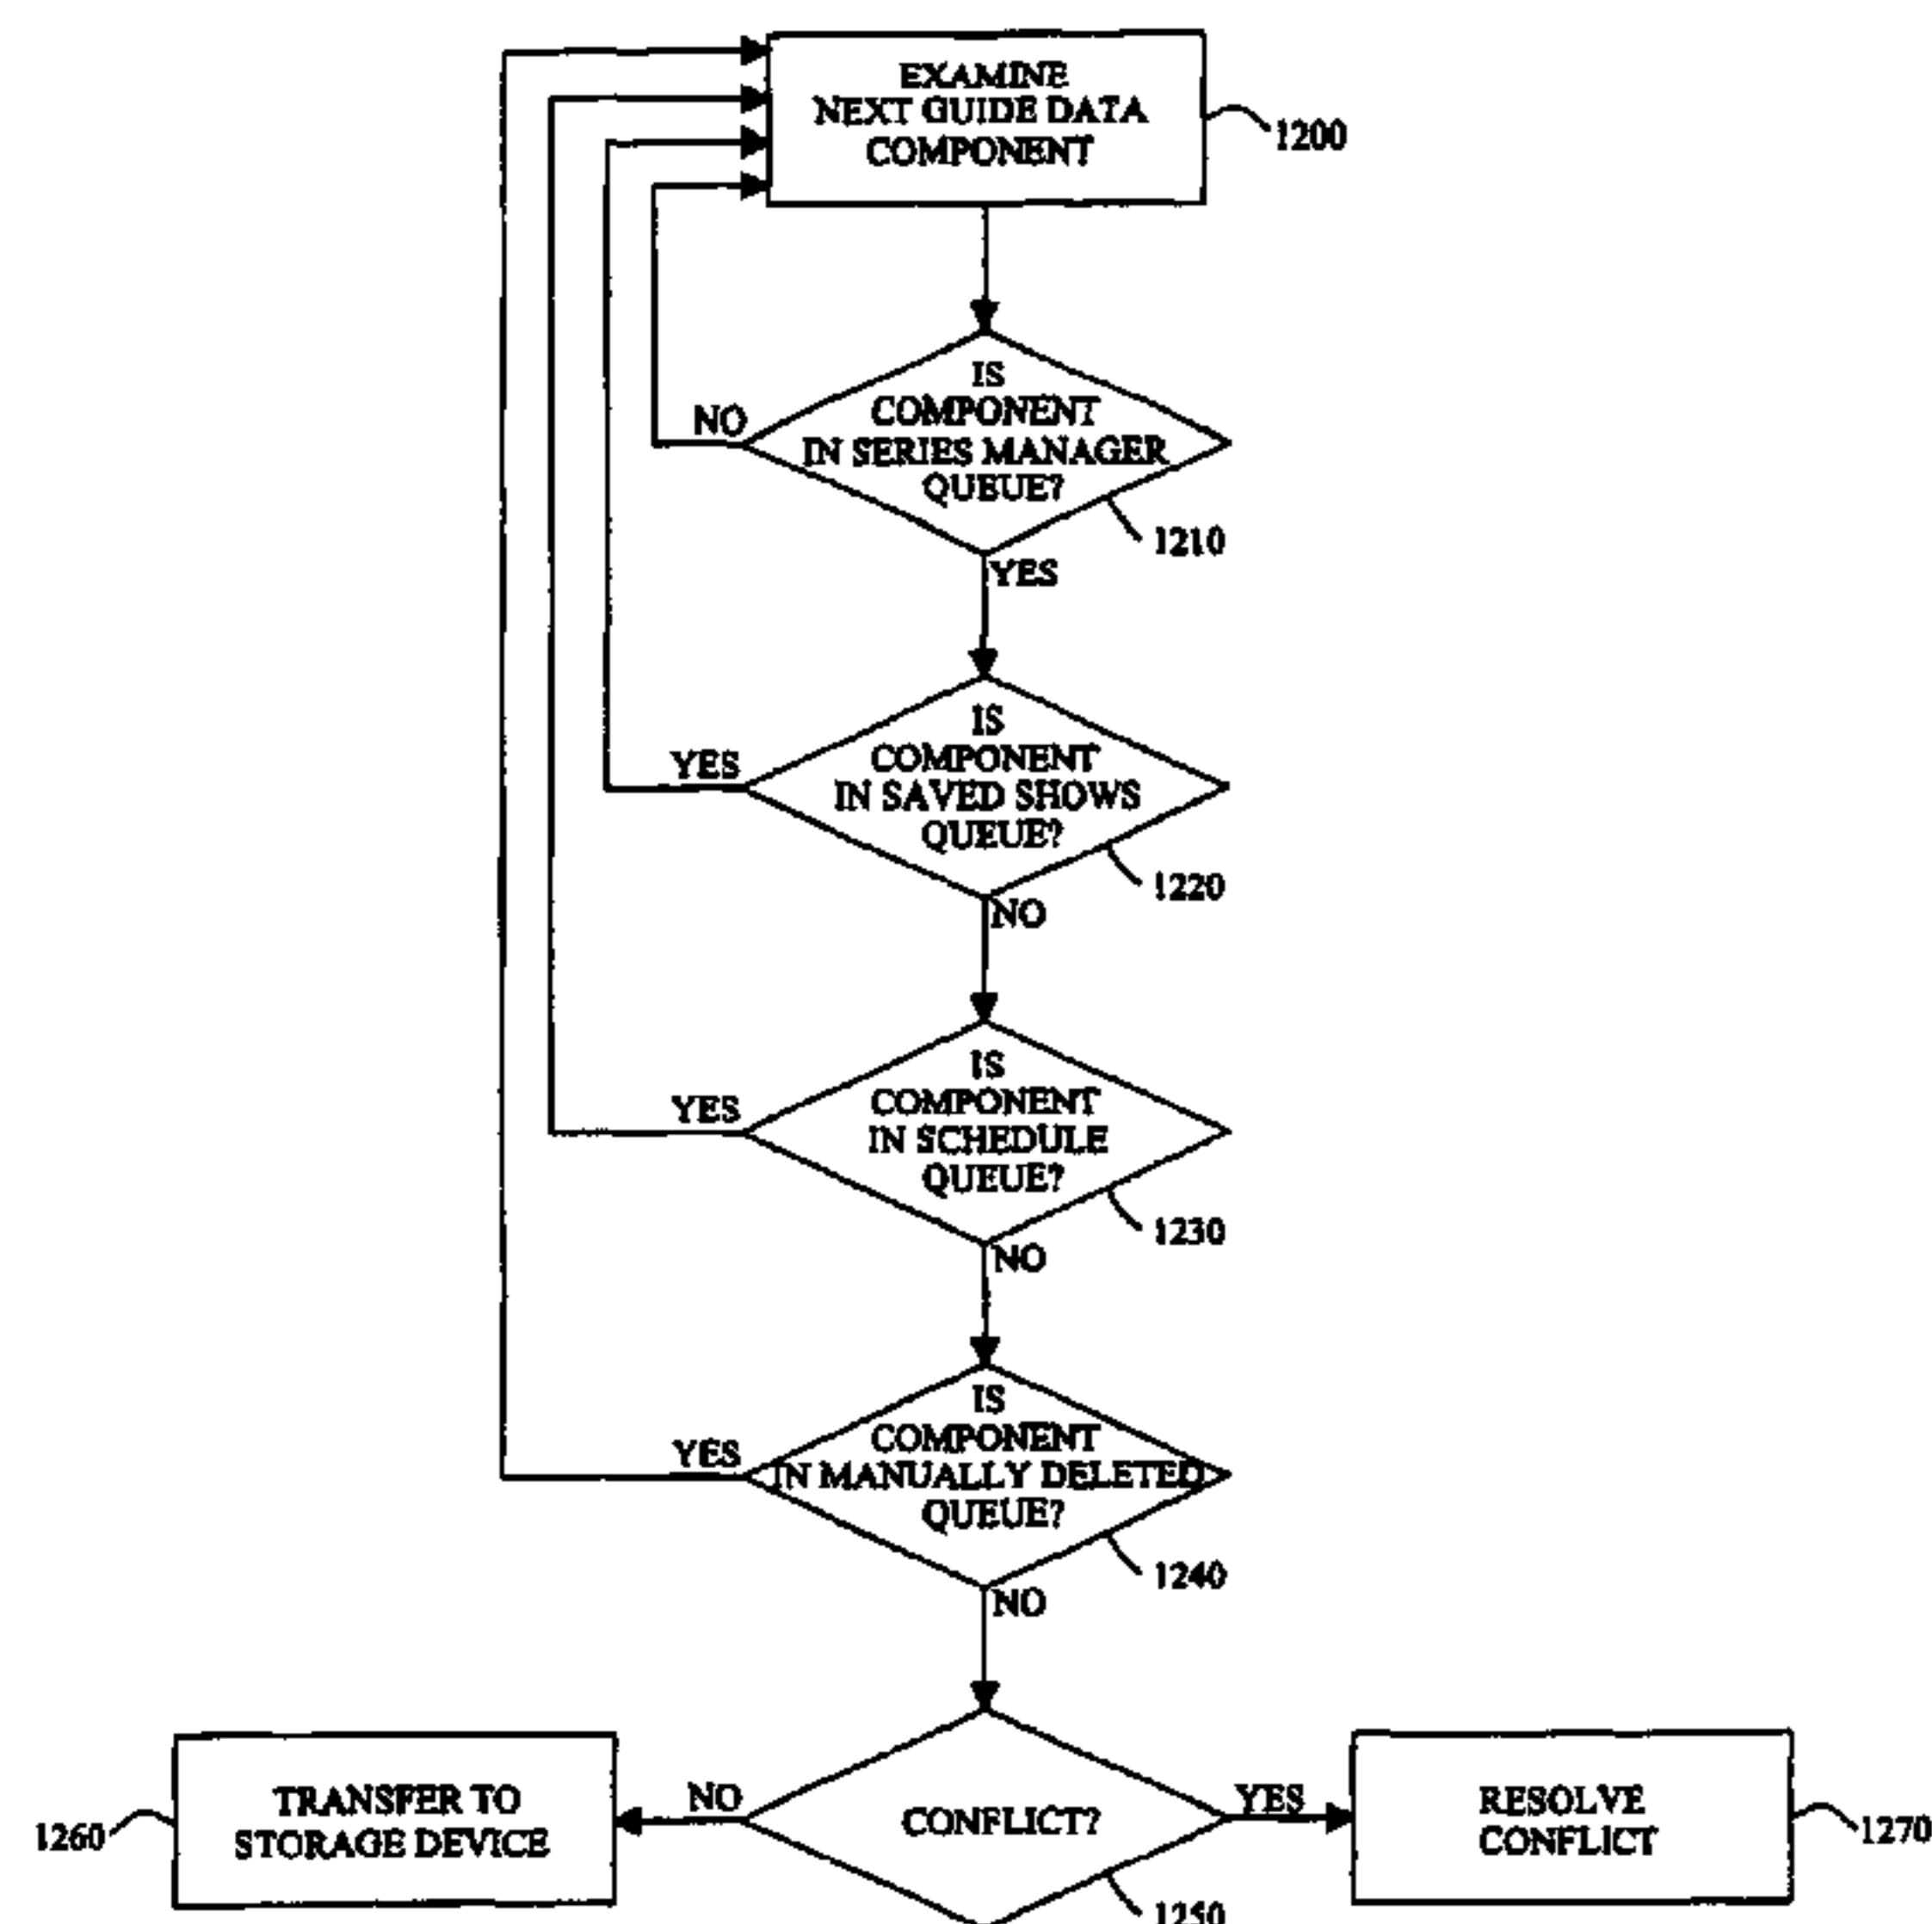 EXAMINE
NEXT GUIDE DATA
COMPONENT
1200
IS
COMPONENT
IN SERIES MANAGER
QUEUE?
NO
1210
YES
IS
COMPONENT
IN SAVED SHOWS
QUEUE?
YES
1220
NO
IS
COMPONENT
IN SCHEDULE
QUEUE?
YES
1230
NO
IS
COMPONENT
IN MANUALLY DELETED
QUEUE?
YES
1240
NO
TRANSFER TO
STORAGE DEVICE
1260
NO
CONFLICT?
YES
RESOLVE
CONFLICT
1270
1250